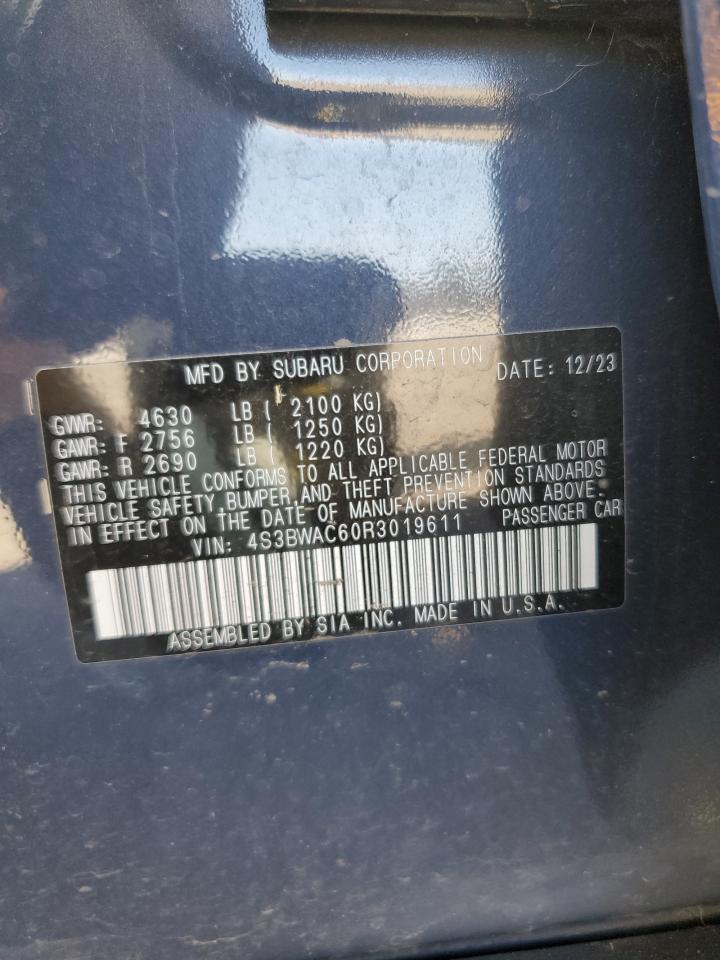 MFD BY SUBARU CORPORATION DATE: 12/23
GVWR: 4630 LB ( 2100 KG)
GAWR: F 2756 LB ( 1250 KG)
GAWR: R 2690 LB ( 1220 KG)
THIS VEHICLE CONFORMS TO ALL APPLICABLE FEDERAL MOTOR
VEHICLE SAFETY, BUMPER, AND THEFT PREVENTION STANDARDS
IN EFFECT ON THE DATE OF MANUFACTURE SHOWN ABOVE.
VIN: 4S3BWAC60R3019611 PASSENGER CAR
ASSEMBLED BY SIA INC. MADE IN U.S.A.